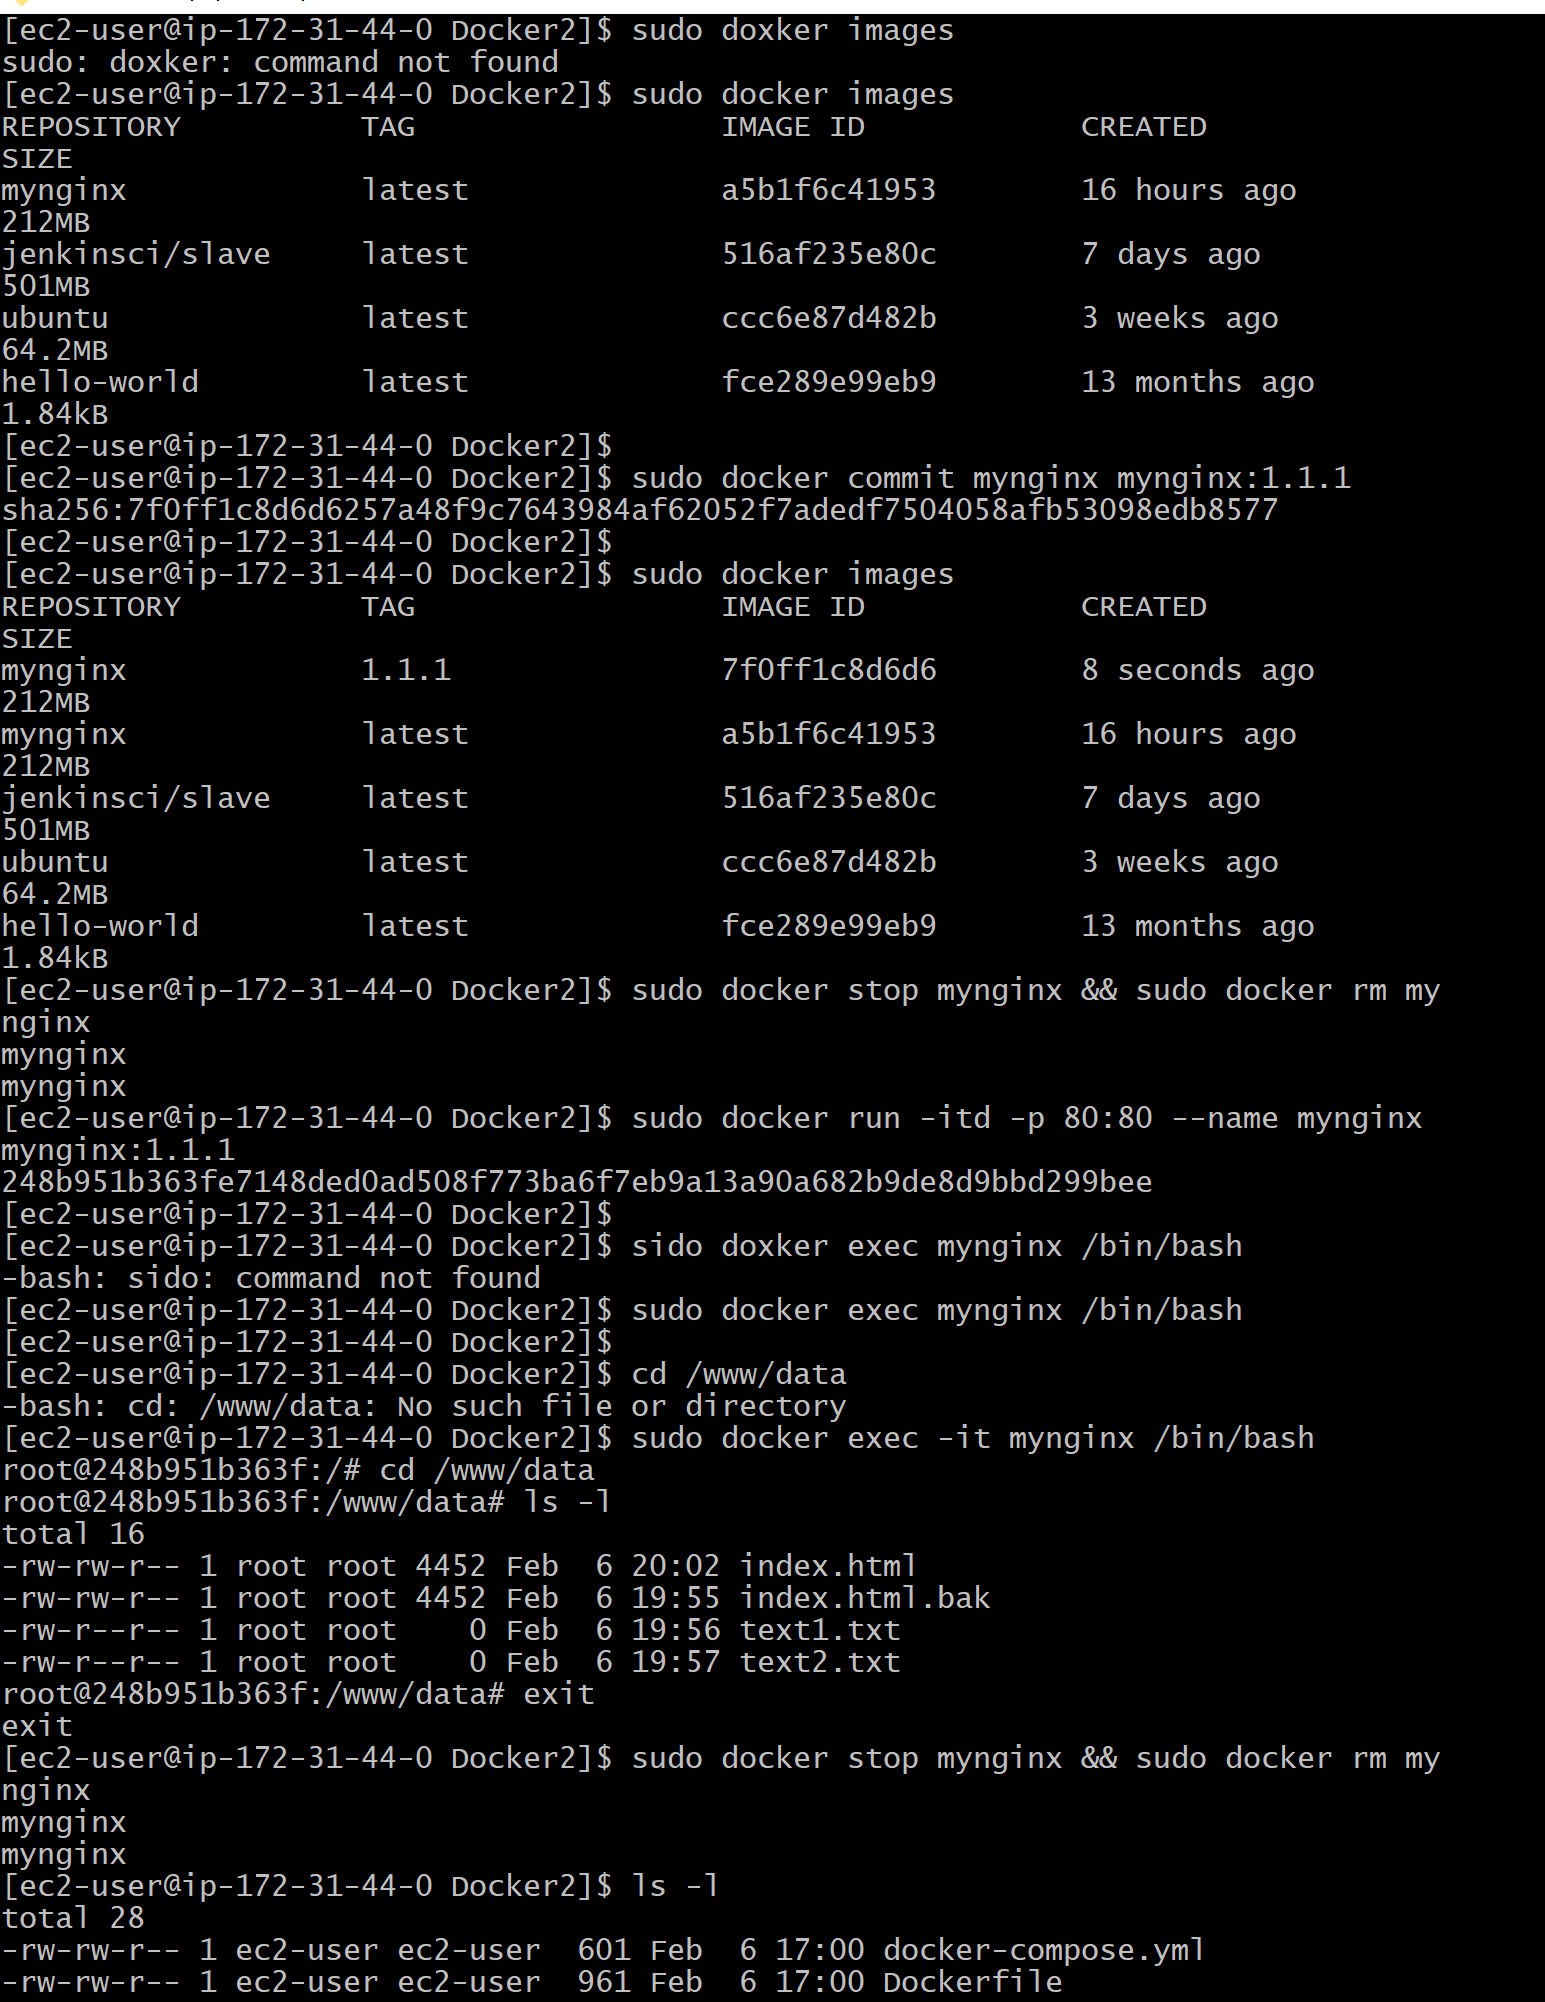 [ec2-user@ip-172-31-44-0 Docker2]$ sudo doxker images
sudo: doxker: command not found
[ec2-user@ip-172-31-44-0 Docker2]$ sudo docker images
REPOSITORY          TAG                 IMAGE ID            CREATED
SIZE
mynginx             latest              a5b1f6c41953        16 hours ago
212MB
jenkinsci/slave     latest              516af235e80c        7 days ago
501MB
ubuntu              latest              ccc6e87d482b        3 weeks ago
64.2MB
hello-world         latest              fce289e99eb9        13 months ago
1.84kB
[ec2-user@ip-172-31-44-0 Docker2]$
[ec2-user@ip-172-31-44-0 Docker2]$ sudo docker commit mynginx mynginx:1.1.1
sha256:7f0ff1c8d6d6257a48f9c7643984af62052f7adedf7504058afb53098edb8577
[ec2-user@ip-172-31-44-0 Docker2]$
[ec2-user@ip-172-31-44-0 Docker2]$ sudo docker images
REPOSITORY          TAG                 IMAGE ID            CREATED
SIZE
mynginx             1.1.1               7f0ff1c8d6d6        8 seconds ago
212MB
mynginx             latest              a5b1f6c41953        16 hours ago
212MB
jenkinsci/slave     latest              516af235e80c        7 days ago
501MB
ubuntu              latest              ccc6e87d482b        3 weeks ago
64.2MB
hello-world         latest              fce289e99eb9        13 months ago
1.84kB
[ec2-user@ip-172-31-44-0 Docker2]$ sudo docker stop mynginx && sudo docker rm my
nginx
mynginx
mynginx
[ec2-user@ip-172-31-44-0 Docker2]$ sudo docker run -itd -p 80:80 --name mynginx
mynginx:1.1.1
248b951b363fe7148ded0ad508f773ba6f7eb9a13a90a682b9de8d9bbd299bee
[ec2-user@ip-172-31-44-0 Docker2]$
[ec2-user@ip-172-31-44-0 Docker2]$ sido doxker exec mynginx /bin/bash
-bash: sido: command not found
[ec2-user@ip-172-31-44-0 Docker2]$ sudo docker exec mynginx /bin/bash
[ec2-user@ip-172-31-44-0 Docker2]$
[ec2-user@ip-172-31-44-0 Docker2]$ cd /www/data
-bash: cd: /www/data: No such file or directory
[ec2-user@ip-172-31-44-0 Docker2]$ sudo docker exec -it mynginx /bin/bash
root@248b951b363f:/# cd /www/data
root@248b951b363f:/www/data# ls -l
total 16
-rw-rw-r-- 1 root root 4452 Feb  6 20:02 index.html
-rw-rw-r-- 1 root root 4452 Feb  6 19:55 index.html.bak
-rw-r--r-- 1 root root    0 Feb  6 19:56 text1.txt
-rw-r--r-- 1 root root    0 Feb  6 19:57 text2.txt
root@248b951b363f:/www/data# exit
exit
[ec2-user@ip-172-31-44-0 Docker2]$ sudo docker stop mynginx && sudo docker rm my
nginx
mynginx
mynginx
[ec2-user@ip-172-31-44-0 Docker2]$ ls -l
total 28
-rw-rw-r-- 1 ec2-user ec2-user  601 Feb  6 17:00 docker-compose.yml
-rw-rw-r-- 1 ec2-user ec2-user  961 Feb  6 17:00 Dockerfile